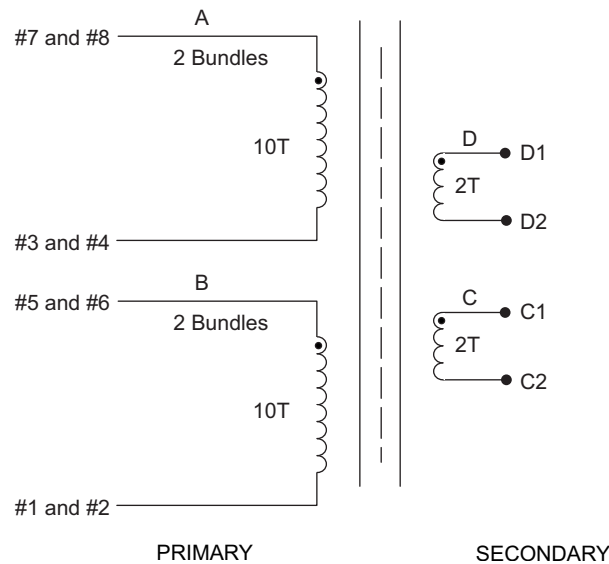 A
#7 and #8
2 Bundles
10T
#3 and #4
D
D1
2T
D2
B
#5 and #6
2 Bundles
10T
#1 and #2
C
C1
2T
C2
PRIMARY
SECONDARY